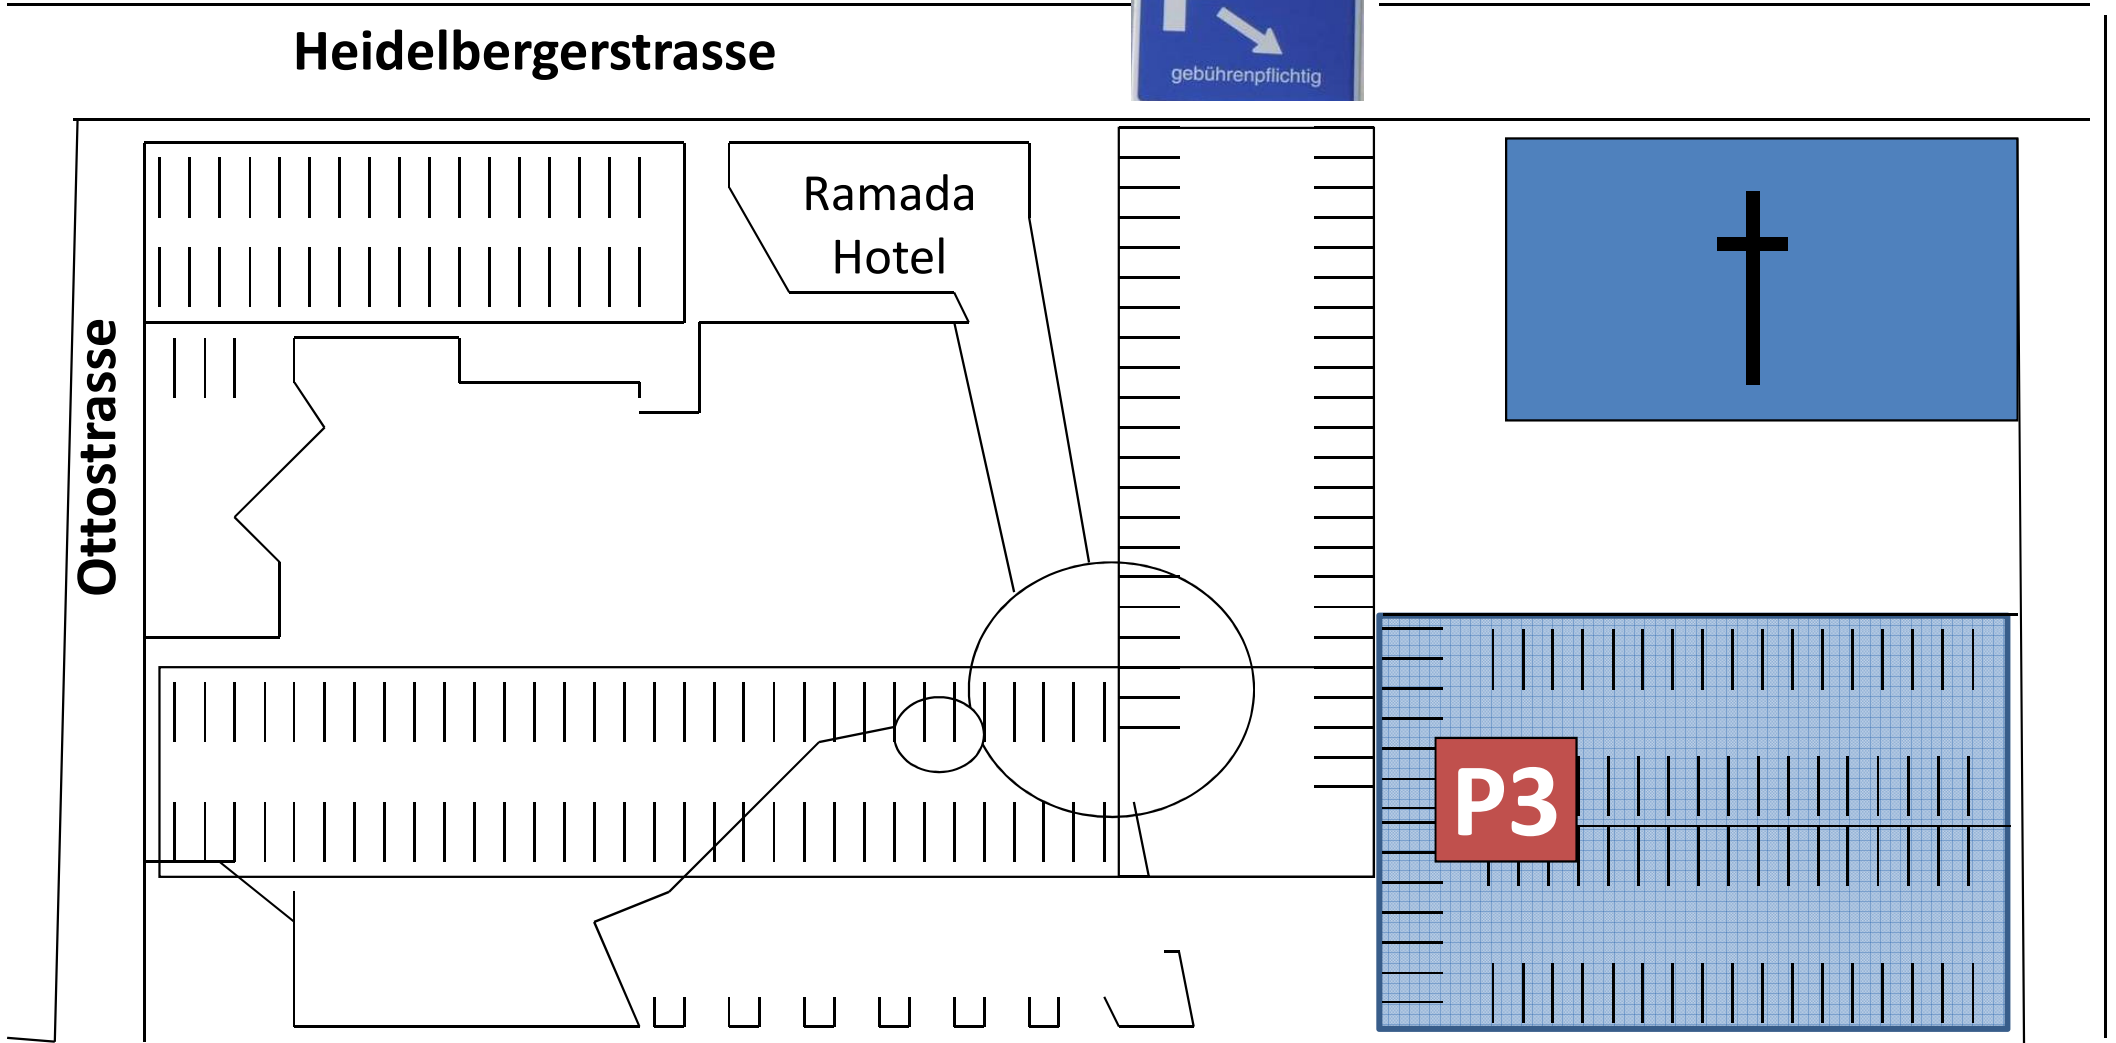 Heidelbergerstrasse
gebührenpflichtig
Ramada
Hotel
Ottostrasse
P3